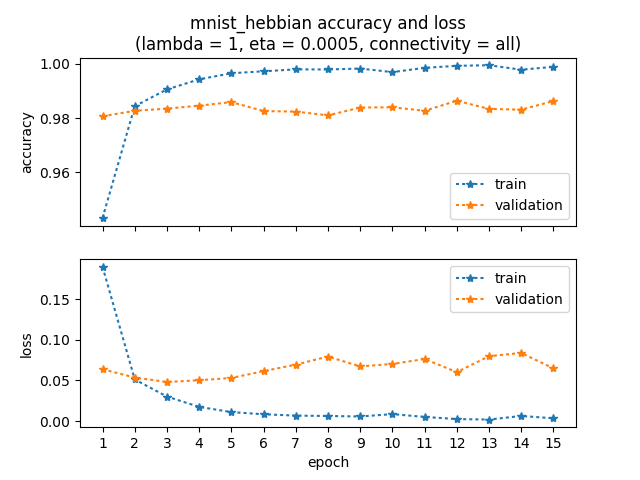 mnist_hebbian accuracy and loss
(lambda = 1, eta = 0.0005, connectivity = all)
1.00
0.98
0.96
accuracy
train
validation
0.15
0.10
0.05
0.00
loss
train
validation
1 2 3 4 5 6 7 8 9 10 11 12 13 14 15
epoch